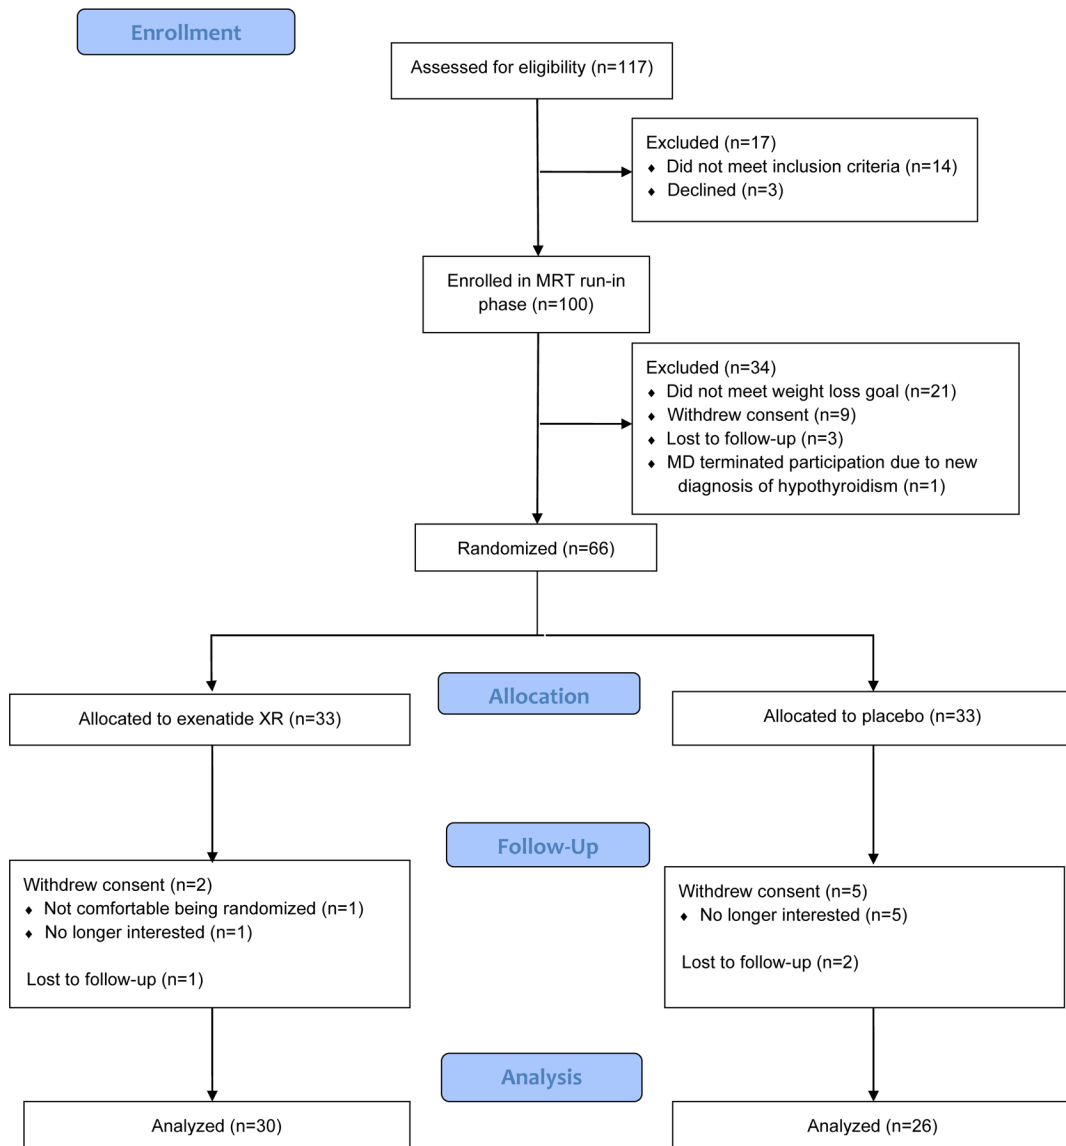 Enrollment
Assessed for eligibility (n=117)
Excluded (n=17)
♦ Did not meet inclusion criteria (n=14)
♦ Declined (n=3)
Enrolled in MRT run-in
phase (n=100)
Excluded (n=34)
♦ Did not meet weight loss goal (n=21)
♦ Withdrew consent (n=9)
♦ Lost to follow-up (n=3)
♦ MD terminated participation due to new
diagnosis of hypothyroidism (n=1)
Randomized (n=66)
Allocation
Allocated to exenatide XR (n=33)
Allocated to placebo (n=33)
Follow-Up
Withdrew consent (n=2)
♦ Not comfortable being randomized (n=1)
♦ No longer interested (n=1)
Lost to follow-up (n=1)
Withdrew consent (n=5)
♦ No longer interested (n=5)
Lost to follow-up (n=2)
Analysis
Analyzed (n=30)
Analyzed (n=26)